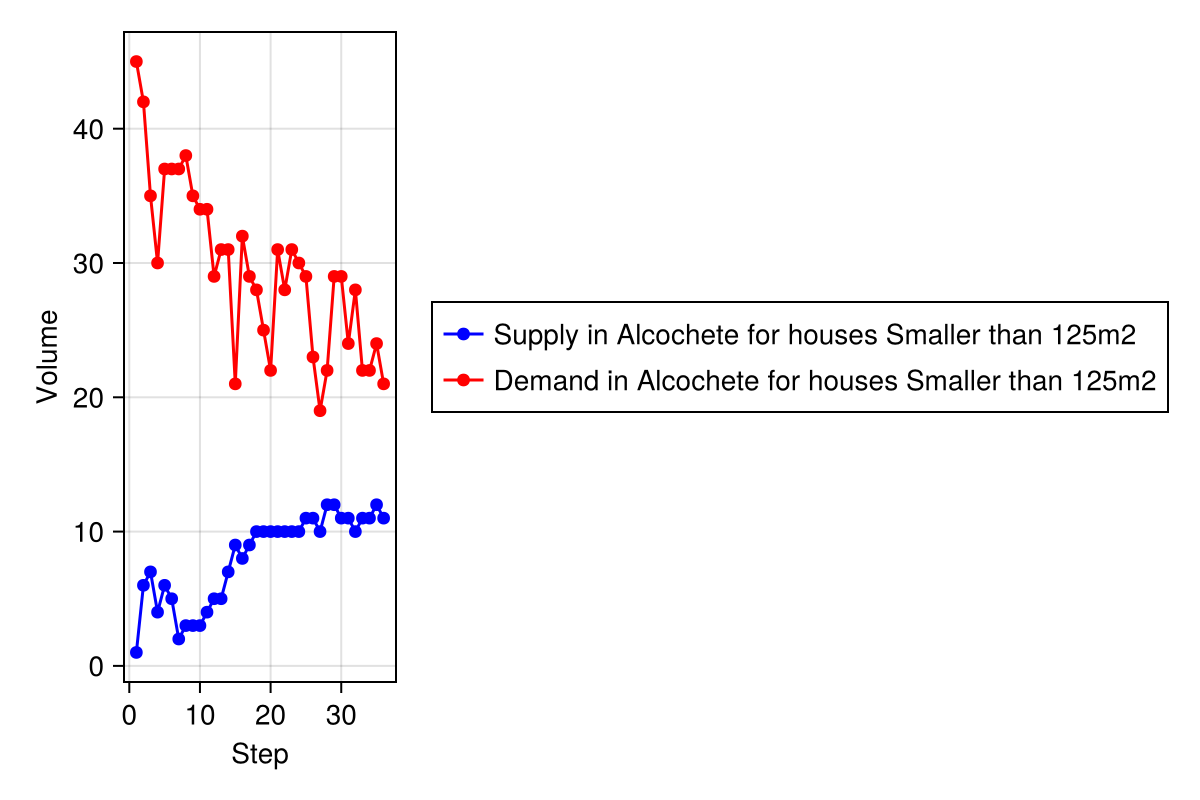 Volume
40
30
20
10
0
0 10 20 30
Step
Supply in Alcochete for houses Smaller than 125m2
Demand in Alcochete for houses Smaller than 125m2